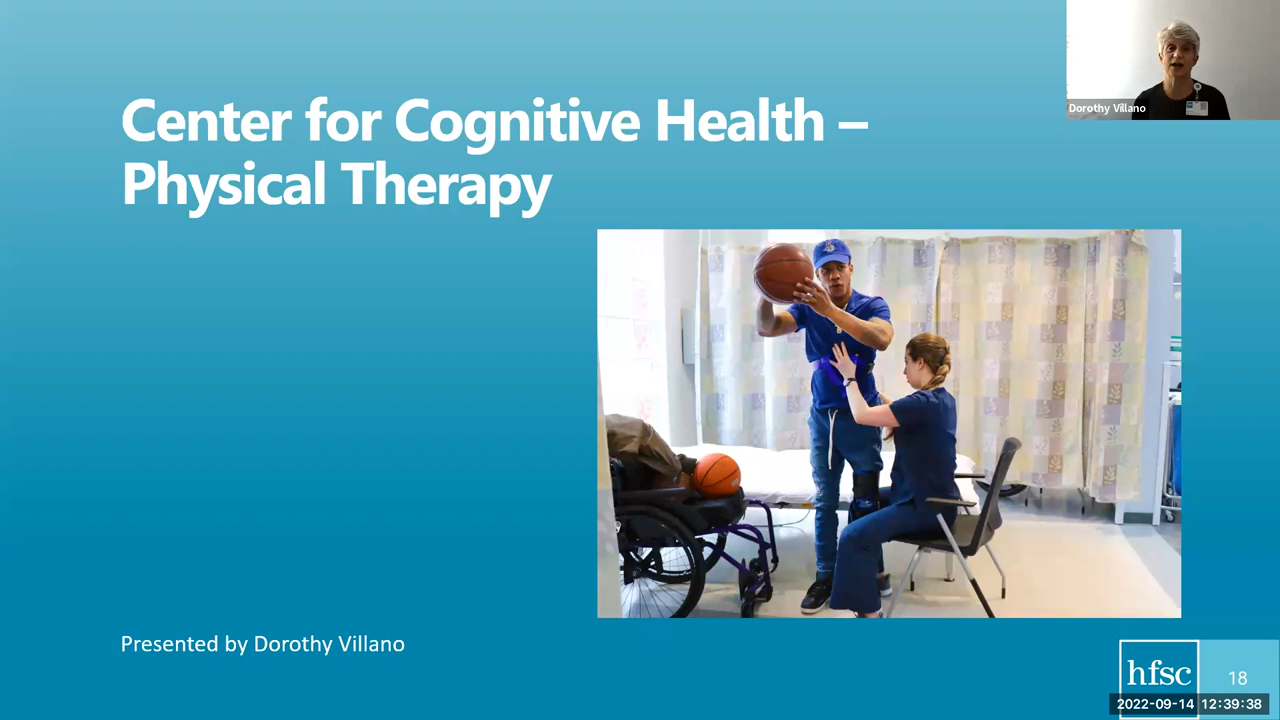 Center for Cognitive Health –
Physical Therapy
Dorothy Villano
Presented by Dorothy Villano
hfsc
18
2022-09-14 12:39:38